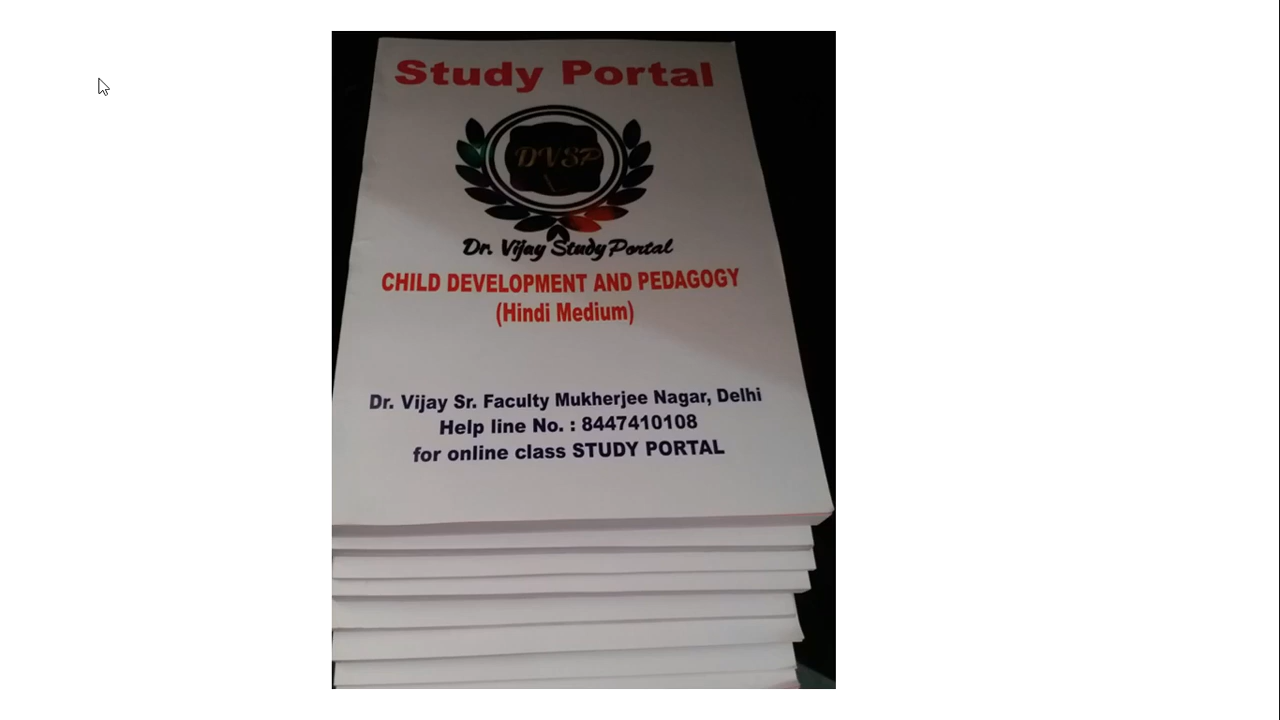 Study Portal
DVSP
Dr. Vijay Study Portal
CHILD DEVELOPMENT AND PEDAGOGY
(Hindi Medium)
Dr. Vijay Sr. Faculty Mukherjee Nagar, Delhi
Help line No. : 8447410108
for online class STUDY PORTAL